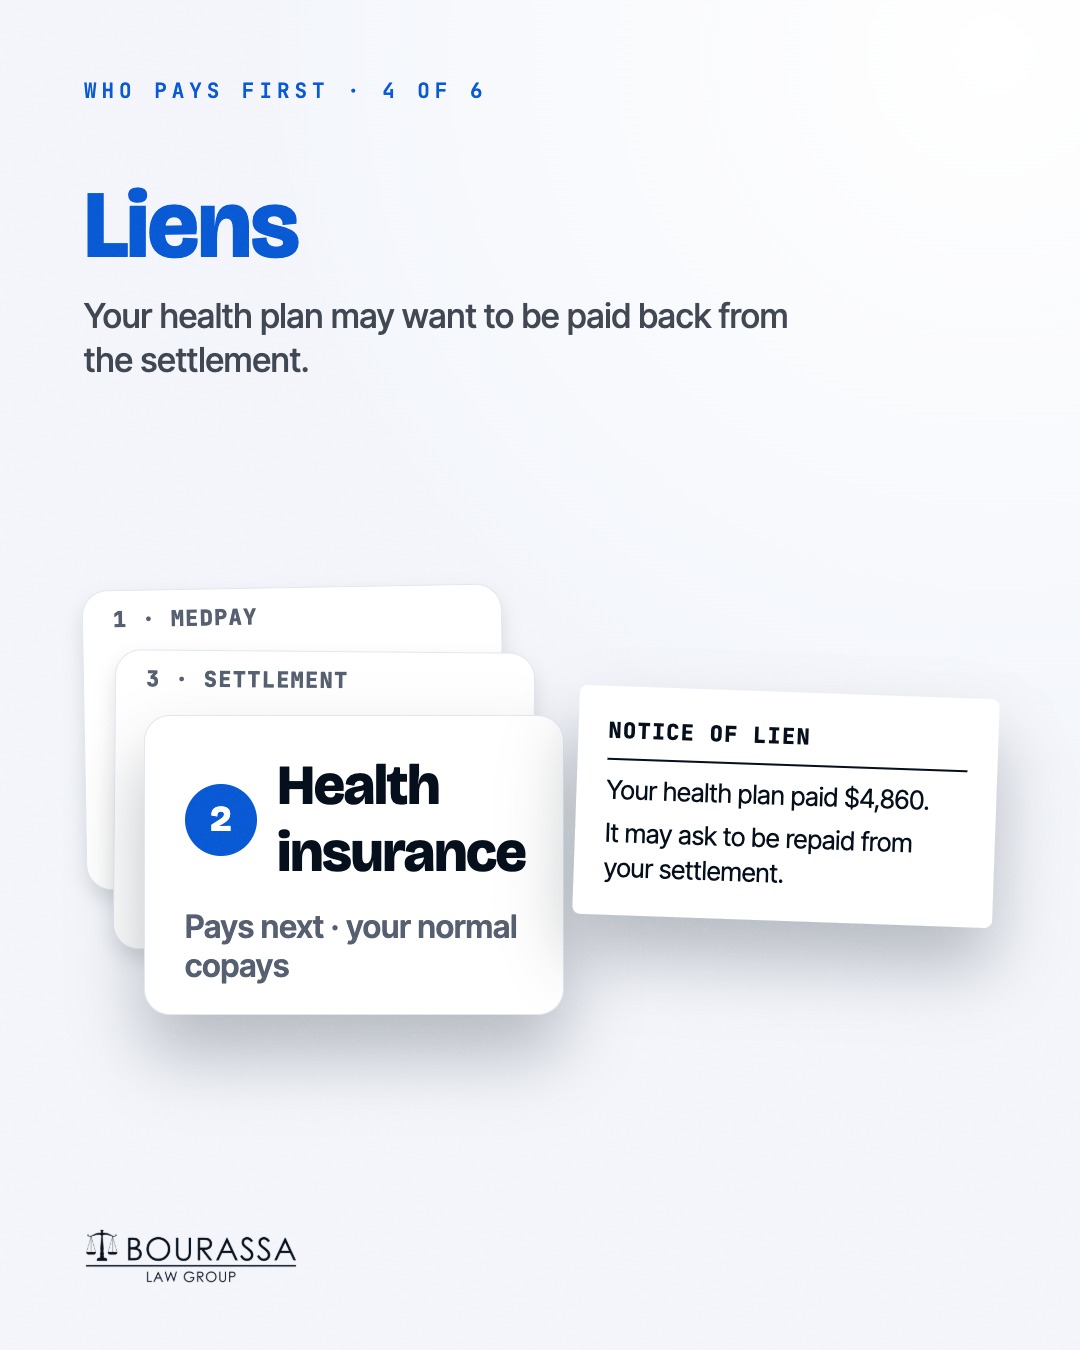 WHO PAYS FIRST · 4 OF 6
Liens
Your health plan may want to be paid back from
the settlement.
1 · MEDPAY
3 · SETTLEMENT
2
Health
insurance
Pays next · your normal
copays
NOTICE OF LIEN
Your health plan paid $4,860.
It may ask to be repaid from
your settlement.
BOURASSA
LAW GROUP